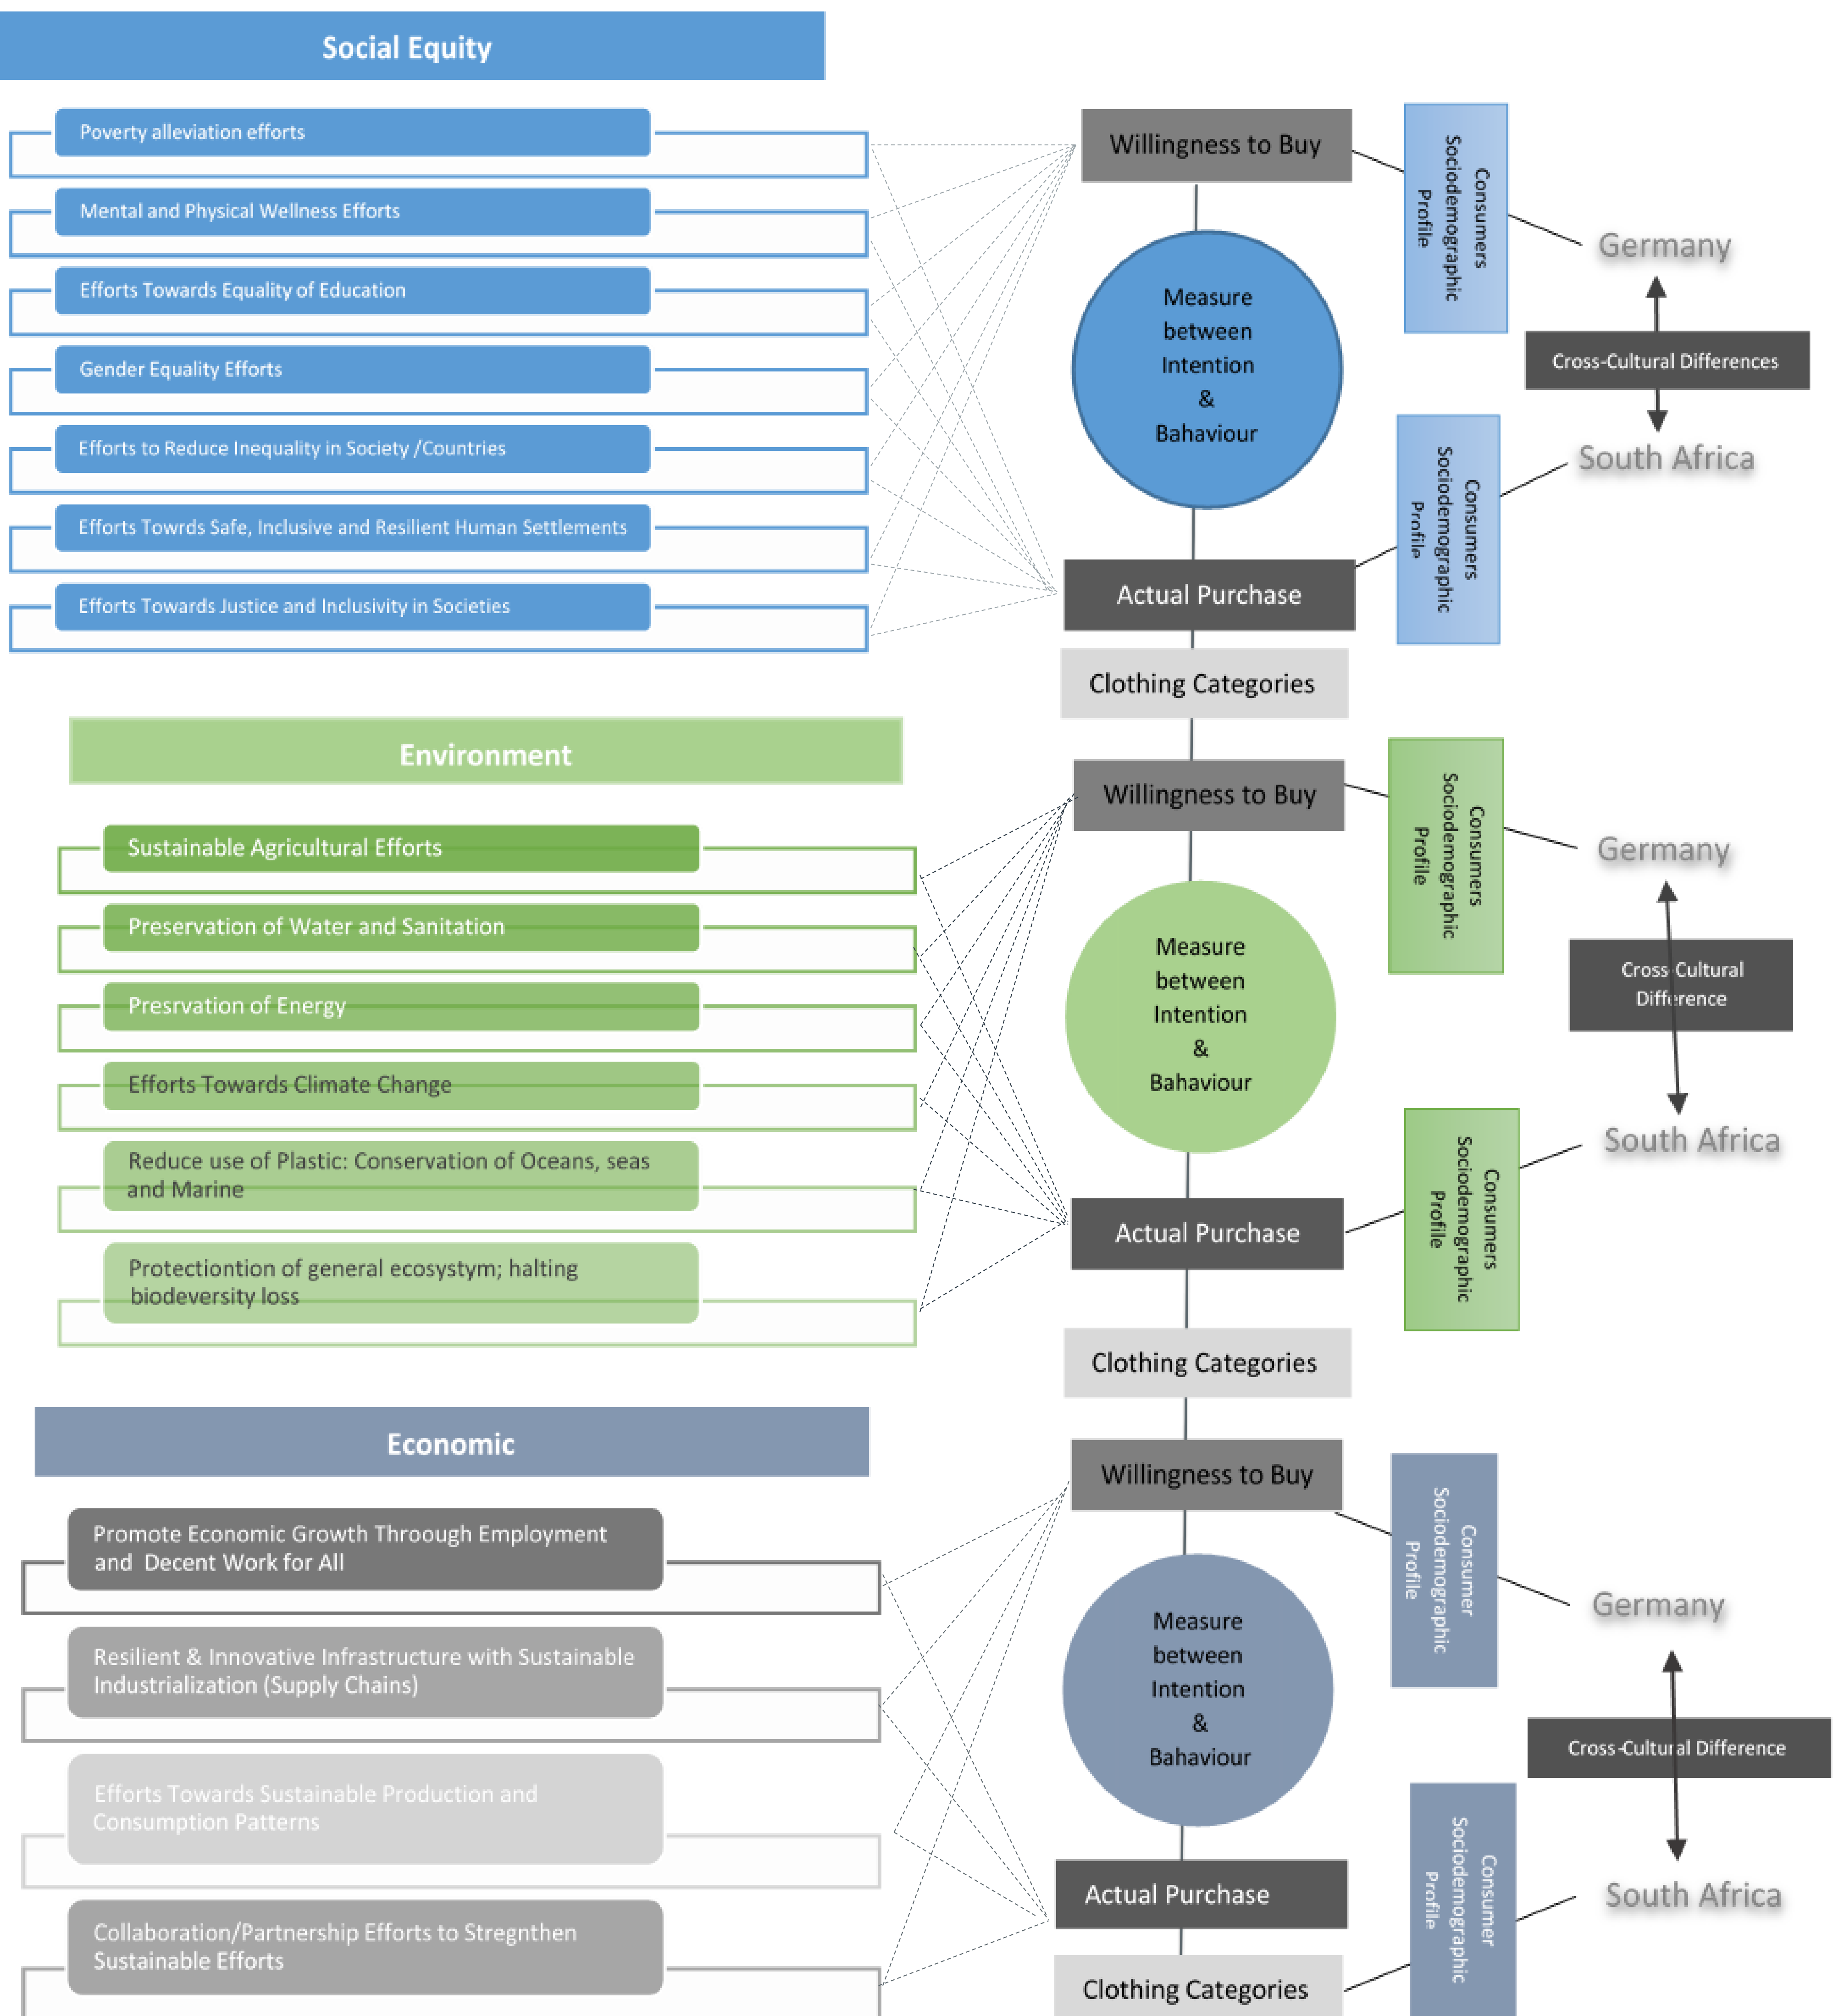 Social Equity
Poverty alleviation efforts
Mental and Physical Wellness Efforts
Efforts Towards Equality of Education
Gender Equality Efforts
Efforts to Reduce Inequality in Society /Countries
Efforts Towrds Safe, Inclusive and Resilient Human Settlements
Efforts Towards Justice and Inclusivity in Societies
Willingness to Buy
Measure
between
Intention
&
Bahaviour
Actual Purchase
Clothing Categories
Consumers
Sociodemographic
Profile
Germany
Cross-Cultural Differences
South Africa
Consumers
Sociodemographic
Profile
Environment
Sustainable Agricultural Efforts
Preservation of Water and Sanitation
Presrvation of Energy
Efforts Towards Climate Change
Reduce use of Plastic: Conservation of Oceans, seas
and Marine
Protectiontion of general ecosystym; halting
biodeversity loss
Willingness to Buy
Measure
between
Intention
&
Bahaviour
Actual Purchase
Clothing Categories
Consumers
Sociodemographic
Profile
Germany
Cross-Cultural
Difference
South Africa
Consumers
Sociodemographic
Profile
Economic
Promote Economic Growth Throough Employment
and Decent Work for All
Resilient & Innovative Infrastructure with Sustainable
Industrialization (Supply Chains)
Efforts Towards Sustainable Production and
Consumption Patterns
Collaboration/Partnership Efforts to Stregnthen
Sustainable Efforts
Willingness to Buy
Measure
between
Intention
&
Bahaviour
Actual Purchase
Clothing Categories
Consumer
Sociodemographic
Profile
Germany
Cross-Cultural Difference
South Africa
Consumer
Sociodemographic
Profile